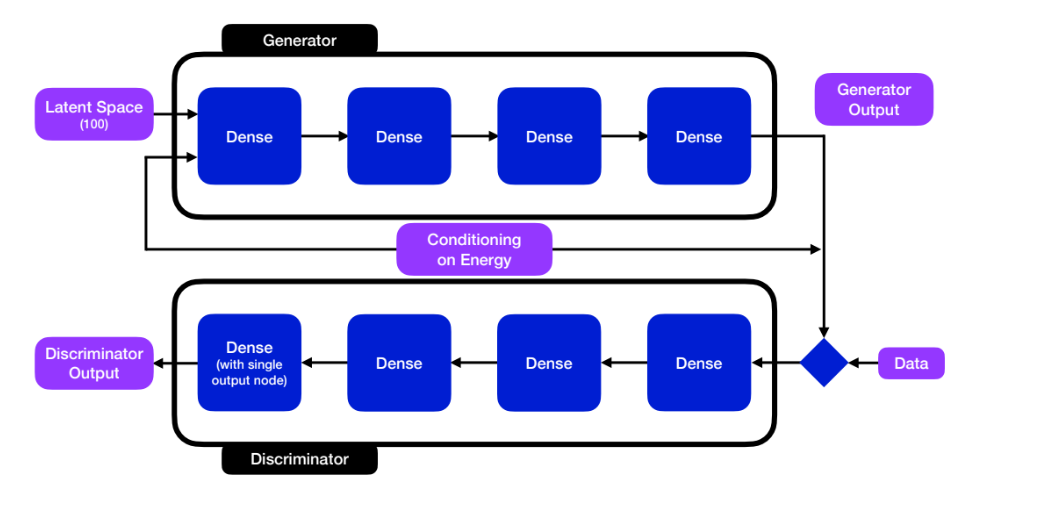 Generator
Latent Space
(100)
Dense
Dense
Dense
Dense
Generator
Output
Conditioning
on Energy
Discriminator
Output
Dense
(with single
output node)
Dense
Dense
Dense
Data
Discriminator